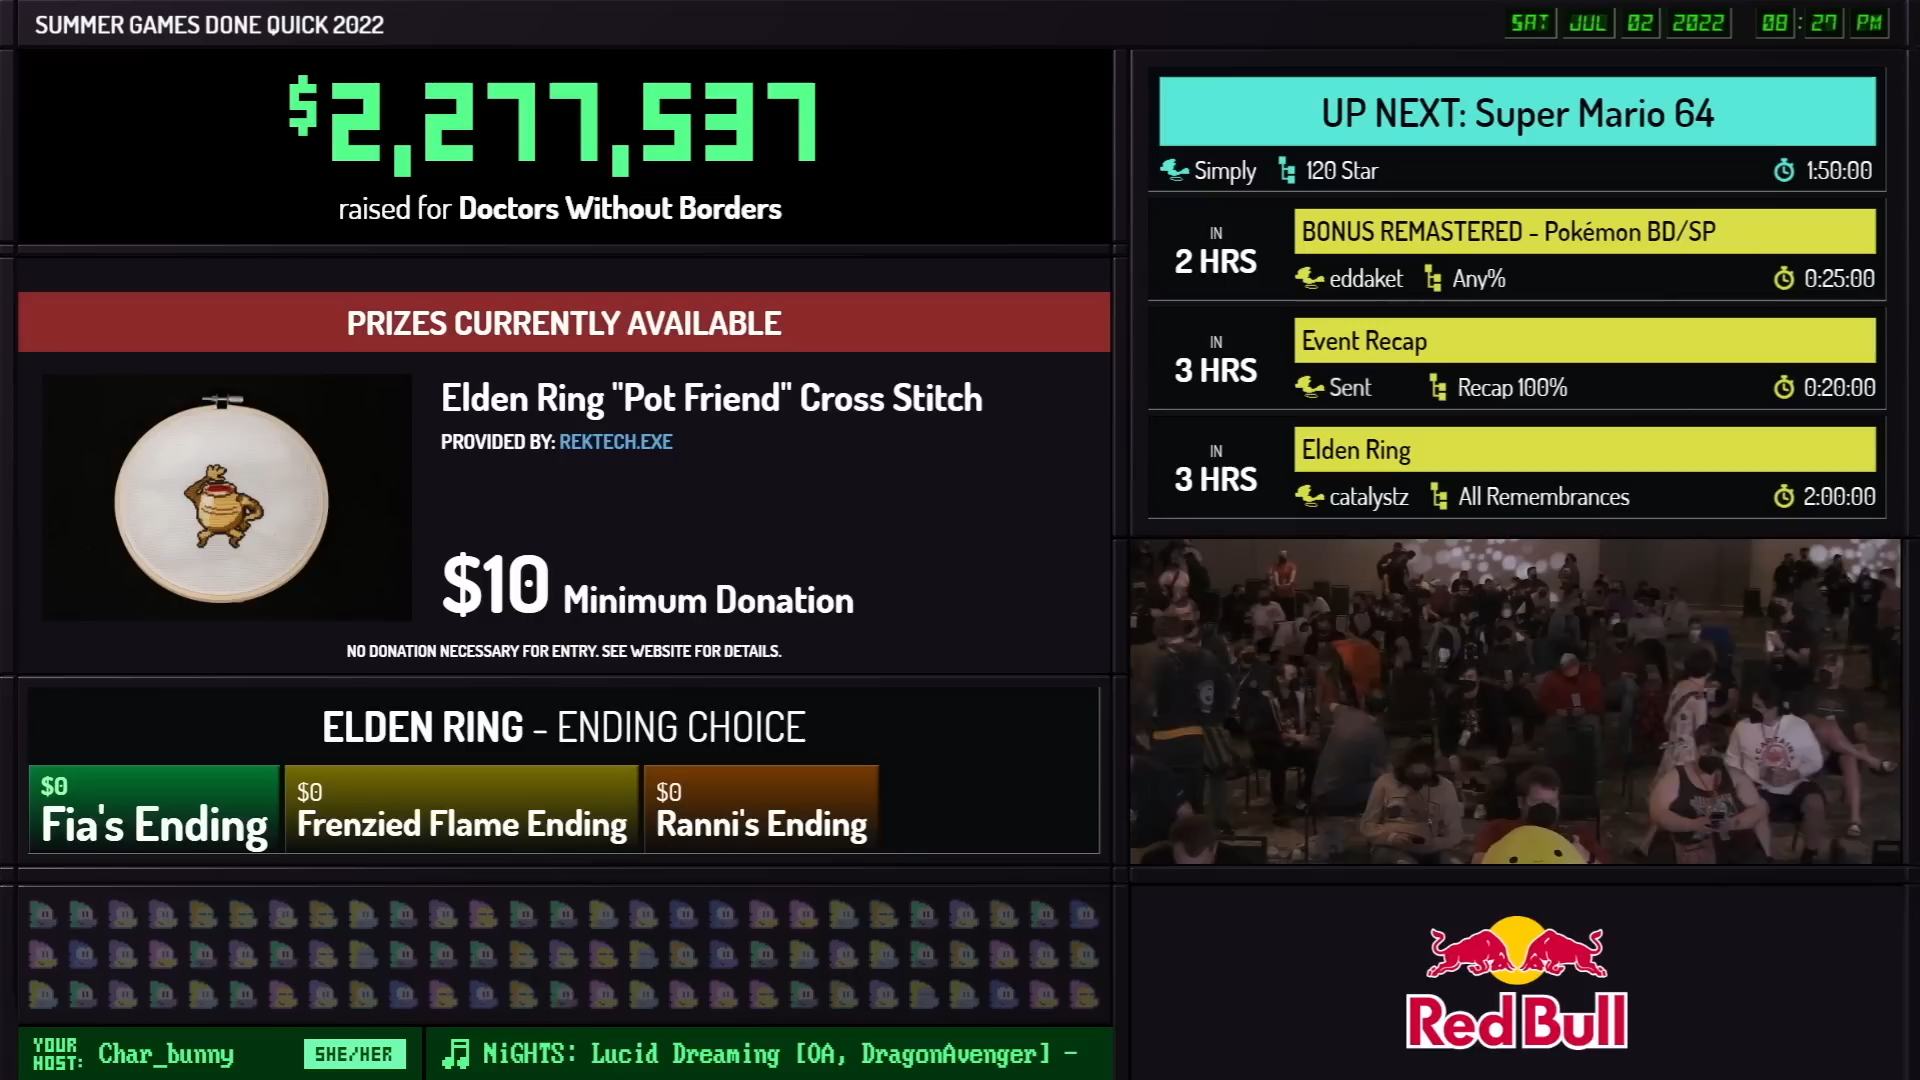 SUMMER GAMES DONE QUICK 2022
SAT JUL 02 2022 08:27 PM
$2,277,537
raised for Doctors Without Borders
PRIZES CURRENTLY AVAILABLE
Elden Ring "Pot Friend" Cross Stitch
PROVIDED BY: REKTECH.EXE
$10 Minimum Donation
NO DONATION NECESSARY FOR ENTRY. SEE WEBSITE FOR DETAILS.
ELDEN RING - ENDING CHOICE
$0
Fia's Ending
$0
Frenzied Flame Ending
$0
Ranni's Ending
YOUR HOST: Char_bunny SHE/HER
NiGHTS: Lucid Dreaming [OA, DragonAvenger] -
UP NEXT: Super Mario 64
Simply 120 Star 1:50:00
IN 2 HRS
BONUS REMASTERED - Pokémon BD/SP
eddaket Any% 0:25:00
IN 3 HRS
Event Recap
Sent Recap 100% 0:20:00
IN 3 HRS
Elden Ring
catalystz All Remembrances 2:00:00
Red Bull